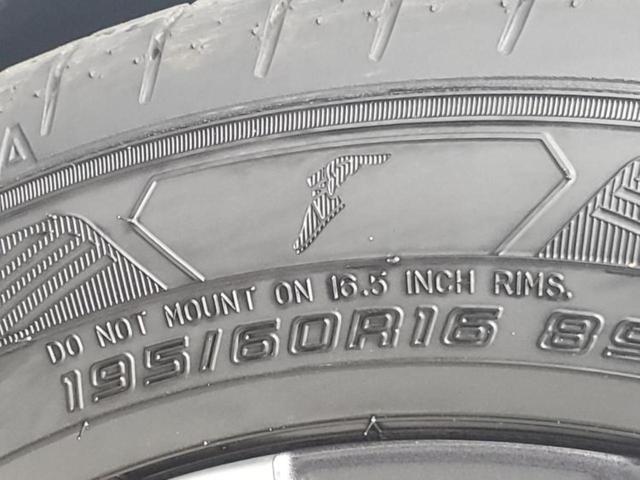 A
DO NOT MOUNT ON 16.5 INCH RIMS.
195/60R16